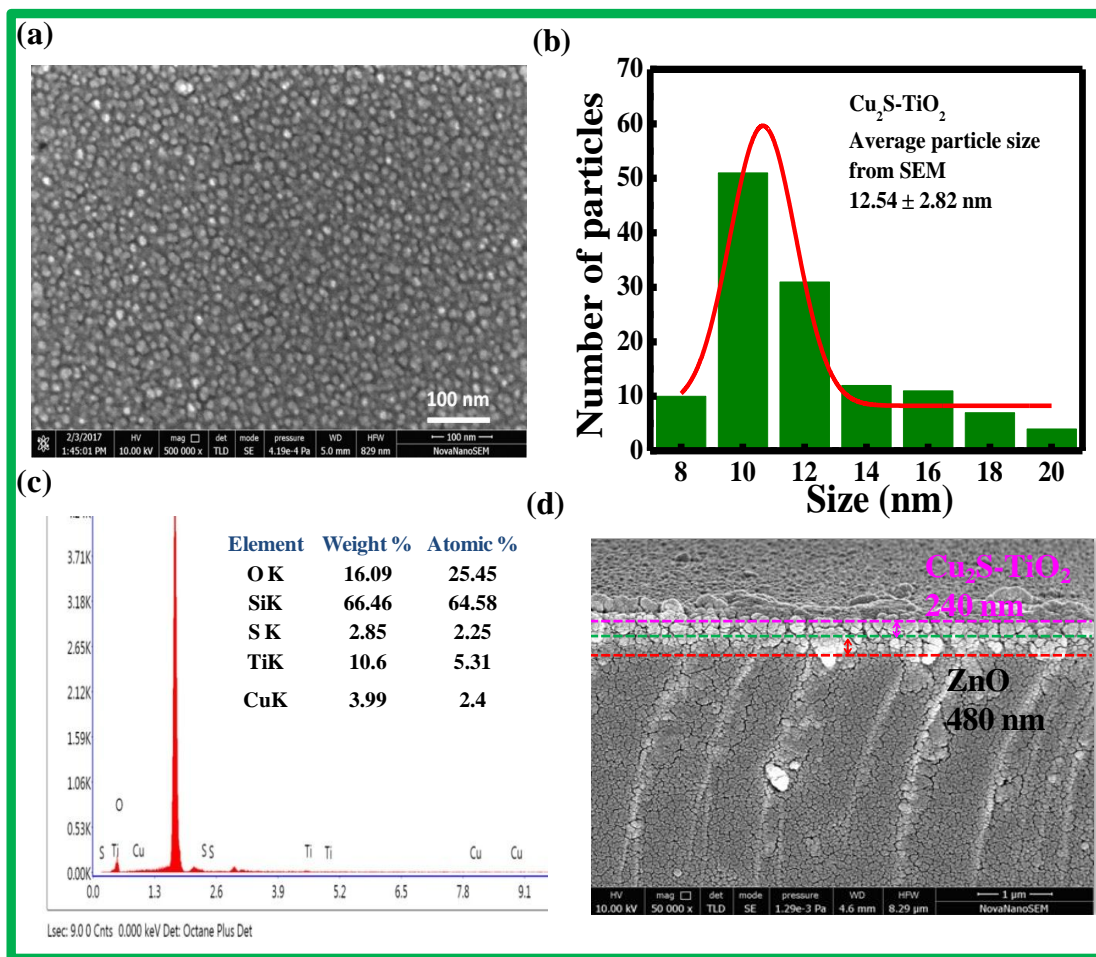 (a)
100 nm
2/3/2017 HV mag □ det mode pressure WD HFW 100 nm
1:45:01 PM 10.00 kV 500 000 x TLD SE 4.19e-4 Pa 5.0 mm 829 nm NovaNanoSEM
(b)
Number of particles
70
60
50
40
30
20
10
0
Cu₂S-TiO₂
Average particle size
from SEM
12.54 ± 2.82 nm
8 10 12 14 16 18 20
Size (nm)
(c)
3.71K
3.18K
2.65K
2.12K
1.59K
1.06K
0.53K
0.00K
Element Weight % Atomic %
O K 16.09 25.45
SiK 66.46 64.58
S K 2.85 2.25
TiK 10.6 5.31
CuK 3.99 2.4
O
S Ti Cu S S Ti Ti Cu Cu
0.0 1.3 2.6 3.9 5.2 6.5 7.8 9.1
Lsec: 9.0 0 Cnts 0.000 keV Det: Octane Plus Det
(d)
Cu₂S-TiO₂
240 nm
ZnO
480 nm
HV mag □ det mode pressure WD HFW 1 µm
10.00 kV 50 000 x TLD SE 1.29e-3 Pa 4.6 mm 8.29 µm NovaNanoSEM